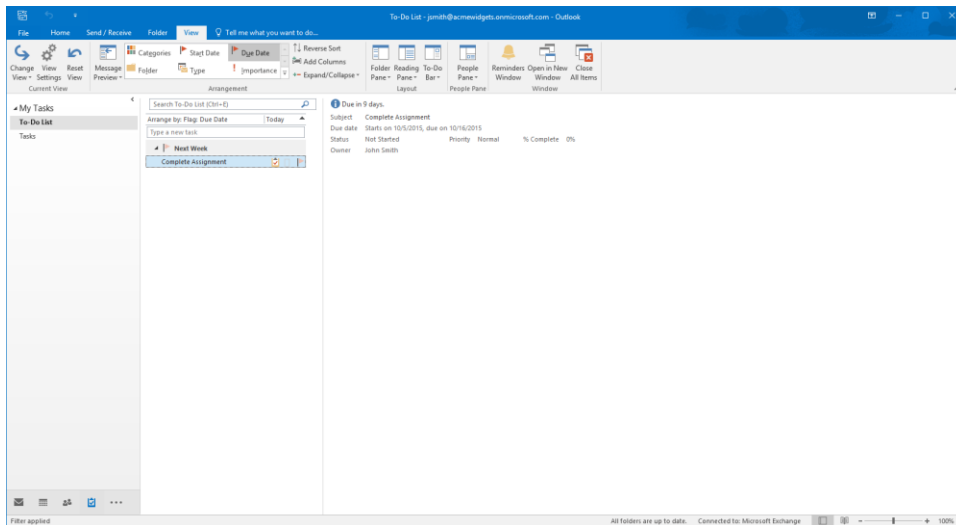 To-Do List - jsmith@acmewidgets.onmicrosoft.com - Outlook
File Home Send / Receive Folder View Tell me what you want to do...
Change View View Settings Reset View
Current View
Message Preview
Categories Start Date Due Date
Folder Type Importance
Reverse Sort
Add Columns
Expand/Collapse
Arrangement
Folder Pane Reading Pane To-Do Bar
Layout
People Pane
People Pane
Reminders Window Open in New Window Close All Items
Window
My Tasks
To-Do List
Tasks
Search To-Do List (Ctrl+E)
Arrange by: Flag: Due Date Today
Type a new task
Next Week
Complete Assignment
Due in 9 days.
Subject Complete Assignment
Due date Starts on 10/5/2015, due on 10/16/2015
Status Not Started Priority Normal % Complete 0%
Owner John Smith
Filter applied
All folders are up to date. Connected to: Microsoft Exchange 100%